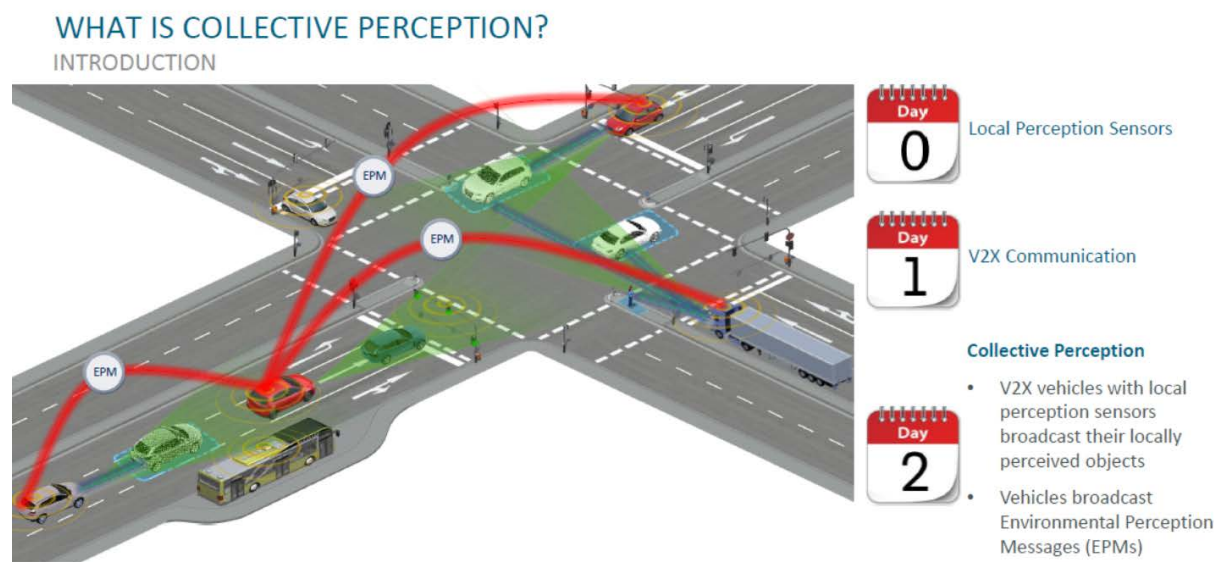 WHAT IS COLLECTIVE PERCEPTION?
INTRODUCTION
EPM
EPM
EPM
Day
0
Local Perception Sensors
Day
1
V2X Communication
Day
2
Collective Perception
• V2X vehicles with local
perception sensors
broadcast their locally
perceived objects
• Vehicles broadcast
Environmental Perception
Messages (EPMs)